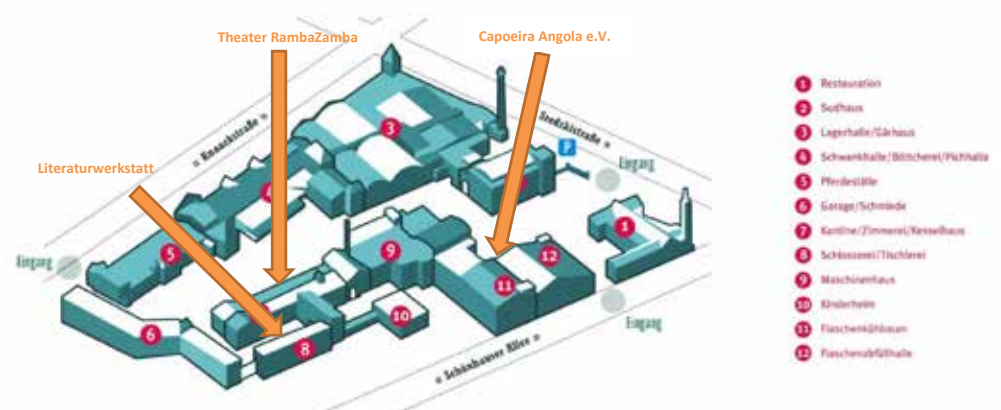 Theater RambaZamba
Capoeira Angola e.V.
Literaturwerkstatt
« Knaackstraße »
Sredzkistraße »
P
Eingang
Eingang
Eingang
« Schönhauser Allee »
3
4
5
6
8
9
10
11
12
1
1 Restauration
2 Sudhaus
3 Lagerhalle/Gärhaus
4 Schwankhalle/Böttcherei/Pichhalle
5 Pferdeställe
6 Garage/Schmiede
7 Kantine/Zimmerei/Kesselhaus
8 Schlosserei/Tischlerei
9 Maschinenhaus
10 Kinderheim
11 Flaschenkühlraum
12 Flaschenabfüllhalle